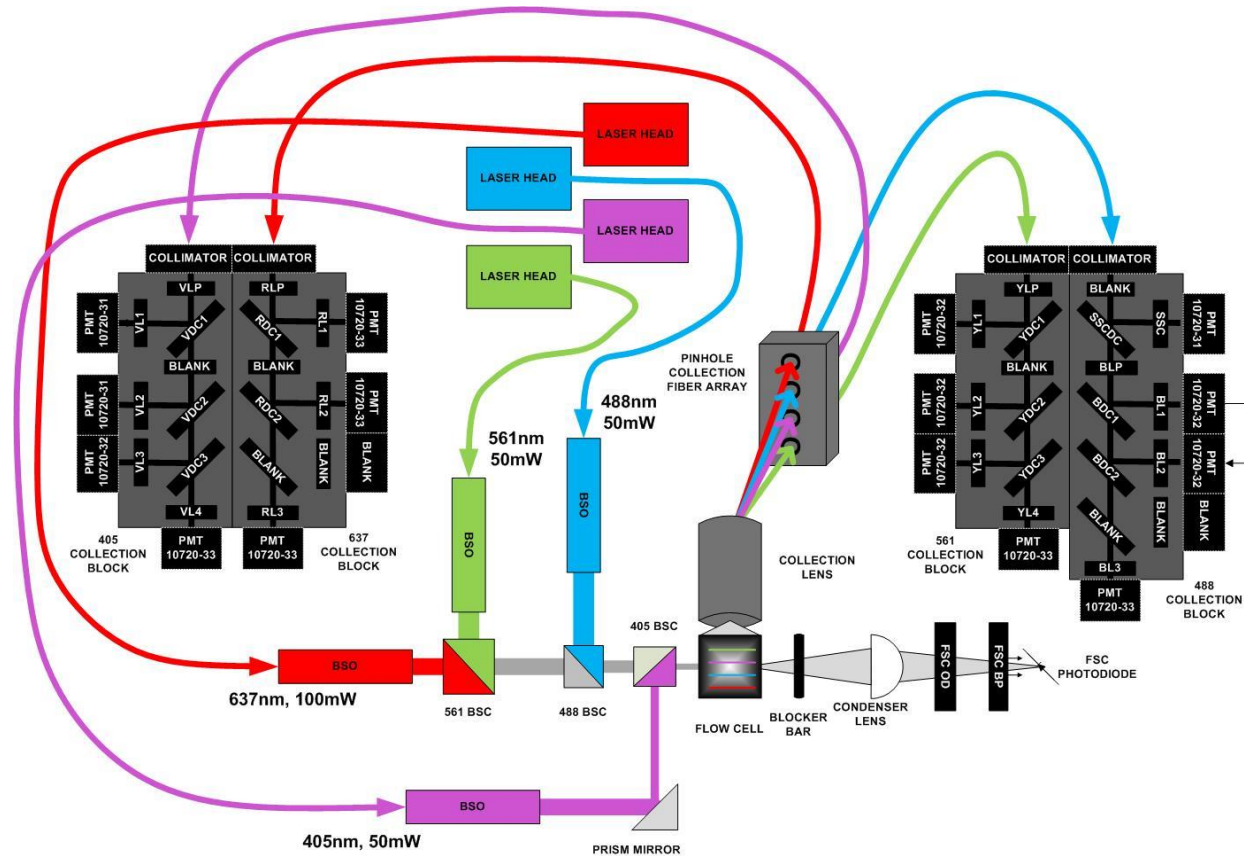 LASER HEAD
LASER HEAD
LASER HEAD
LASER HEAD
COLLIMATOR
COLLIMATOR
VLP
RLP
PMT
10720-31
VL1
VDC1
RDC1
RL1
PMT
10720-33
BLANK
BLANK
PMT
10720-31
VL2
VDC2
RDC2
RL2
PMT
10720-33
PMT
10720-32
VL3
VDC3
BLANK
BLANK
BLANK
VL4
RL3
405
COLLECTION
BLOCK
PMT
10720-33
PMT
10720-33
637
COLLECTION
BLOCK
PINHOLE
COLLECTION
FIBER ARRAY
561nm
50mW
488nm
50mW
BSO
BSO
COLLIMATOR
COLLIMATOR
YLP
BLANK
PMT
10720-32
YL1
YDC1
SSCDC
SSC
PMT
10720-31
BLANK
BLP
PMT
10720-32
YL2
YDC2
BDC1
BL1
PMT
10720-32
PMT
10720-32
YL3
YDC3
BDC2
BL2
PMT
10720-32
YL4
BLANK
BLANK
BLANK
561
COLLECTION
BLOCK
PMT
10720-33
BL3
PMT
10720-33
488
COLLECTION
BLOCK
COLLECTION
LENS
405 BSC
BSO
637nm, 100mW
561 BSC
488 BSC
FLOW CELL
BLOCKER
BAR
CONDENSER
LENS
FSC OD
FSC BP
FSC
PHOTODIODE
BSO
405nm, 50mW
PRISM MIRROR